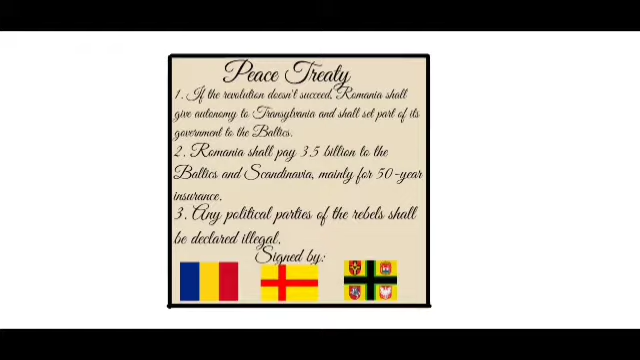 Peace Treaty
1. If the revolution doesn't succeed, Romania shall
give autonomy to Transylvania and shall set part of its
government to the Baltics.
2. Romania shall pay 3.5 billion to the
Baltics and Scandinavia, mainly for 50-year
insurance.
3. Any political parties of the rebels shall
be declared illegal.
Signed by: